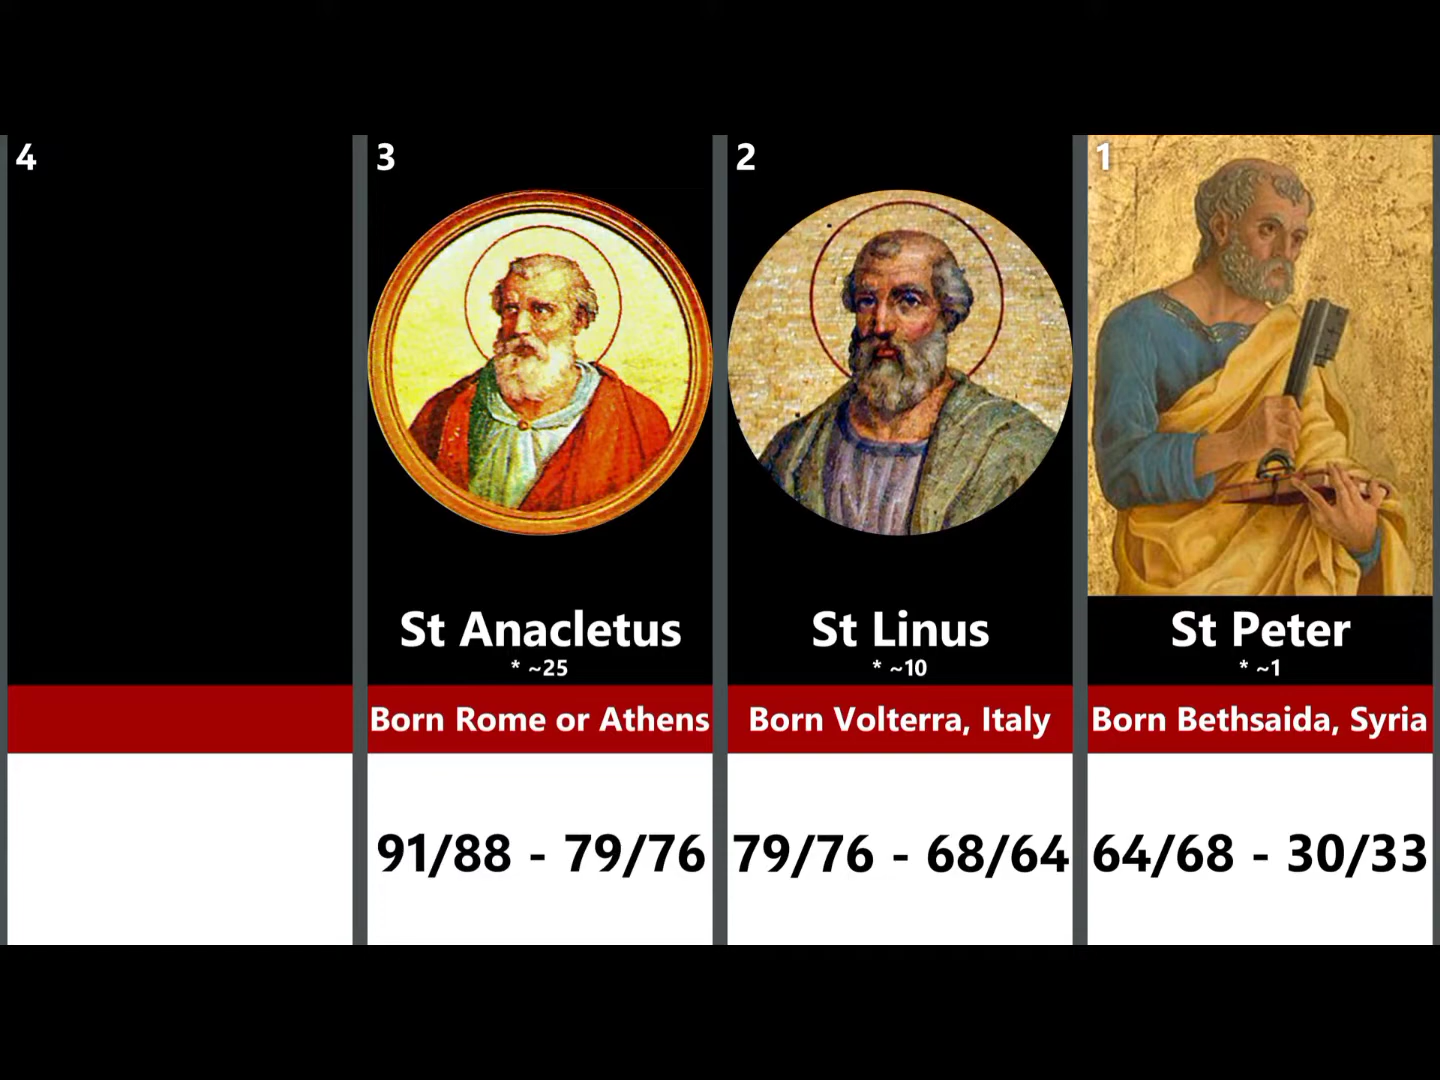 4
3
St Anacletus
* ~25
Born Rome or Athens
91/88 - 79/76
2
St Linus
* ~10
Born Volterra, Italy
79/76 - 68/64
1
St Peter
* ~1
Born Bethsaida, Syria
64/68 - 30/33